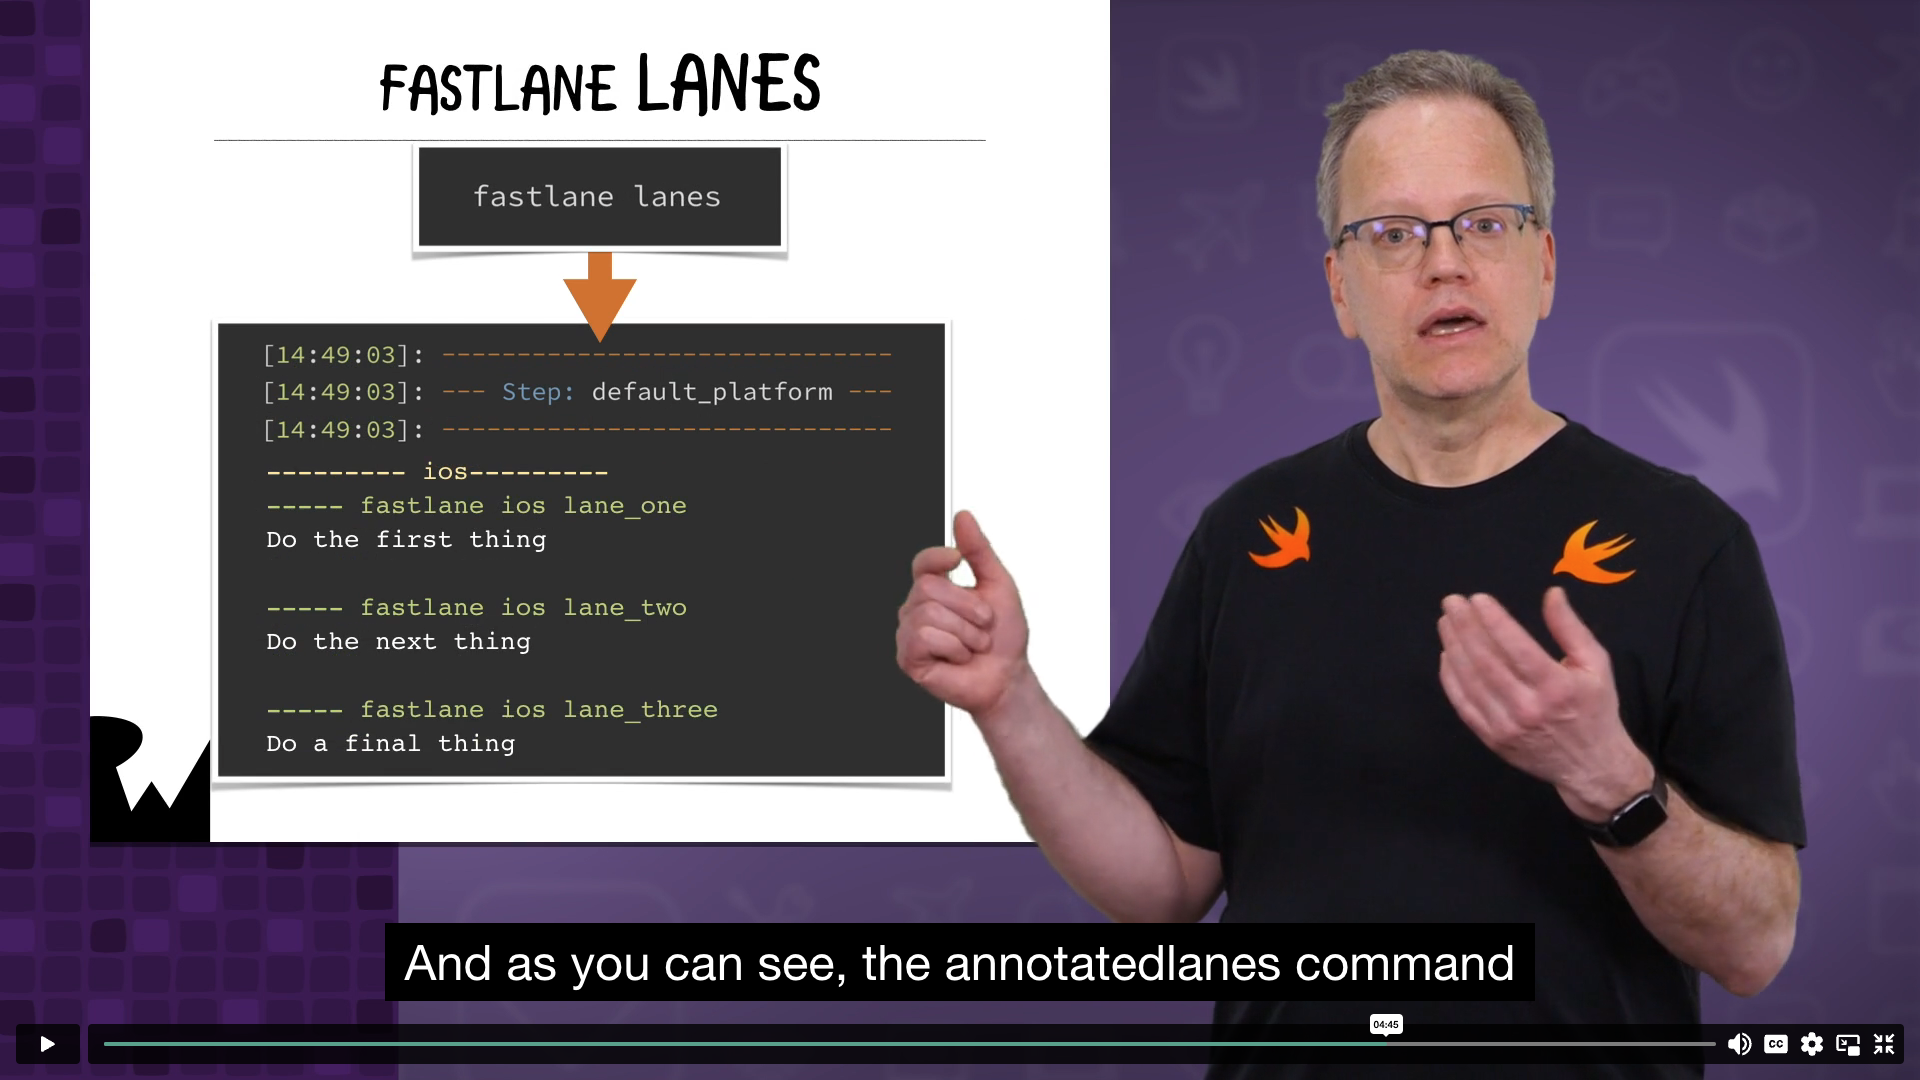 FASTLANE LANES
fastlane lanes
[14:49:03]: ------------------------------
[14:49:03]: --- Step: default_platform ---
[14:49:03]: ------------------------------
--------- ios---------
----- fastlane ios lane_one
Do the first thing
----- fastlane ios lane_two
Do the next thing
----- fastlane ios lane_three
Do a final thing
RW
And as you can see, the annotatedlanes command
04:45
CC